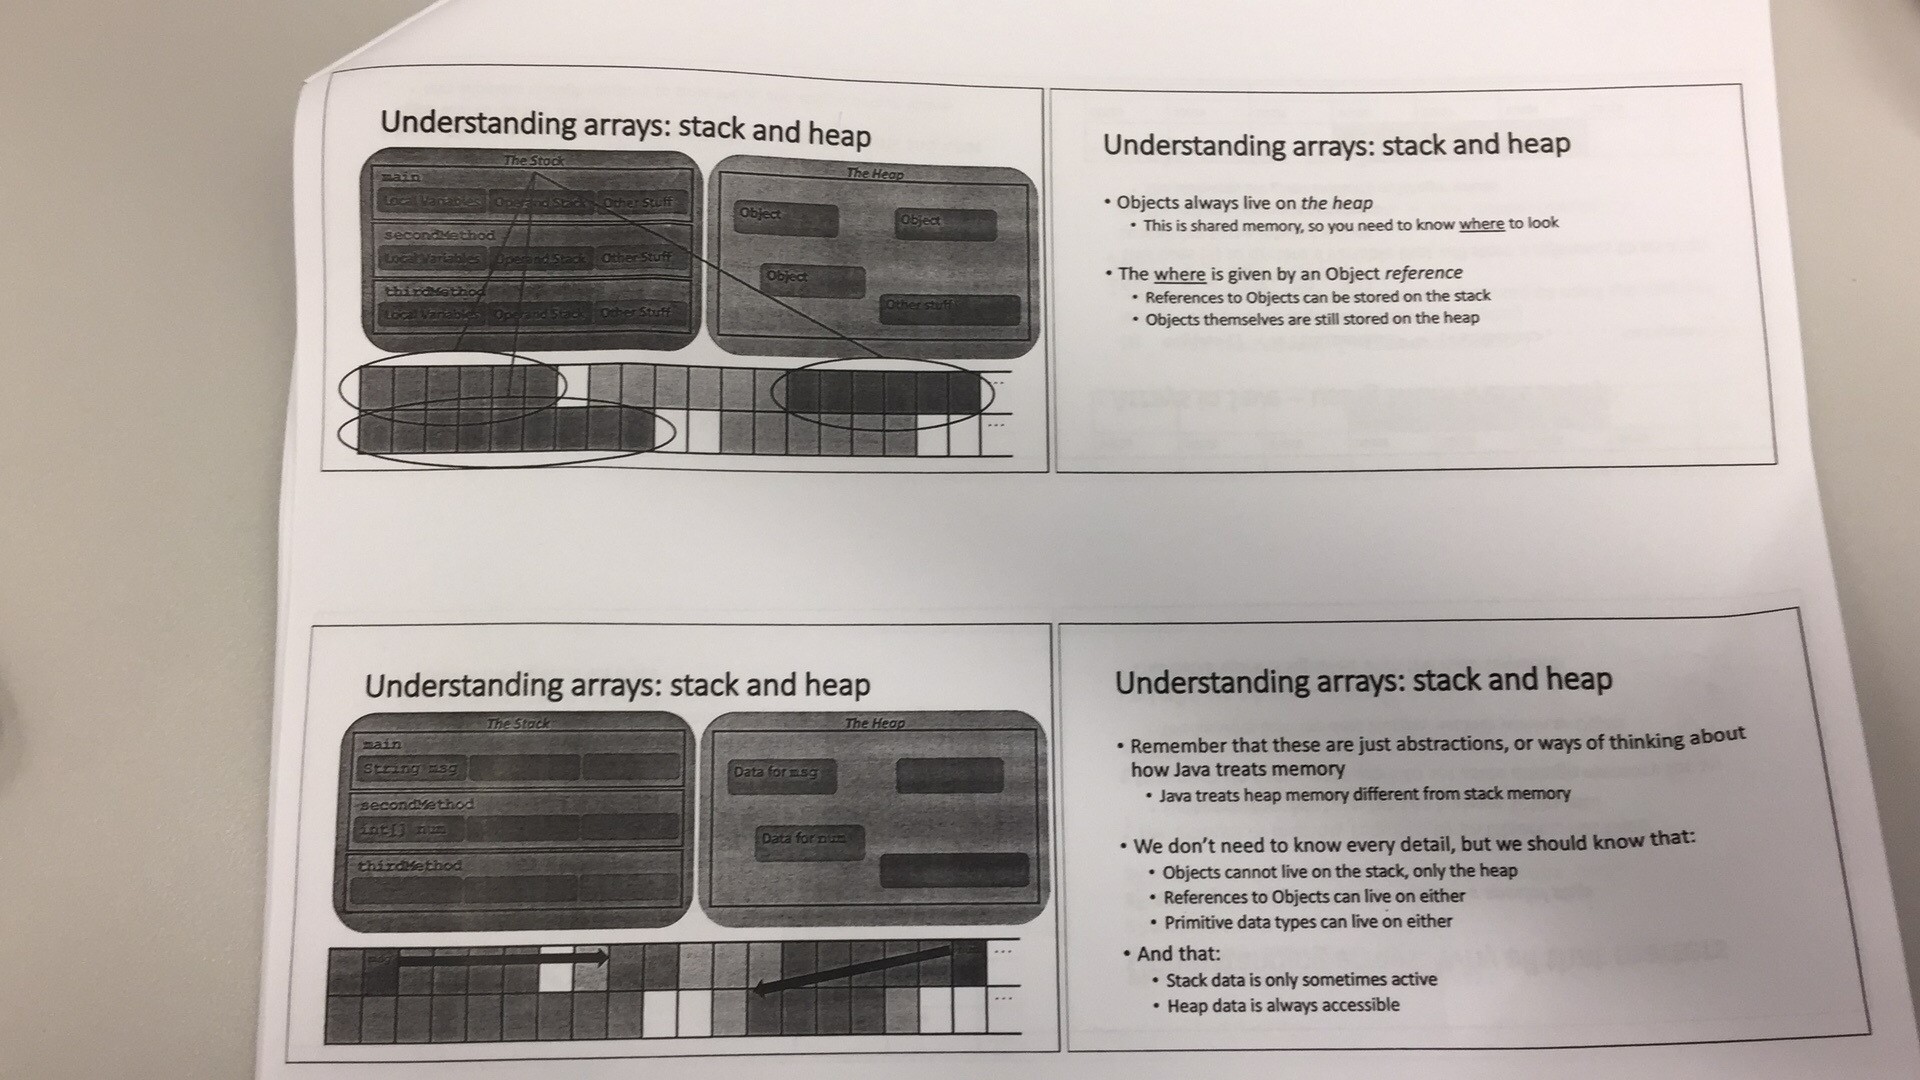 Understanding arrays: stack and heap
The Stack
main
Local Variables Operand Stack Other Stuff
secondMethod
Local Variables Operand Stack Other Stuff
thirdMethod
Local Variables Operand Stack Other Stuff
The Heap
Object
Object
Object
Other stuff
...
...
Understanding arrays: stack and heap
• Objects always live on the heap
• This is shared memory, so you need to know where to look
• The where is given by an Object reference
• References to Objects can be stored on the stack
• Objects themselves are still stored on the heap
Understanding arrays: stack and heap
The Stack
main
String msg
secondMethod
int[] num
thirdMethod
The Heap
Data for msg
Data for num
...
...
Understanding arrays: stack and heap
• Remember that these are just abstractions, or ways of thinking about
how Java treats memory
• Java treats heap memory different from stack memory
• We don't need to know every detail, but we should know that:
• Objects cannot live on the stack, only the heap
• References to Objects can live on either
• Primitive data types can live on either
• And that:
• Stack data is only sometimes active
• Heap data is always accessible